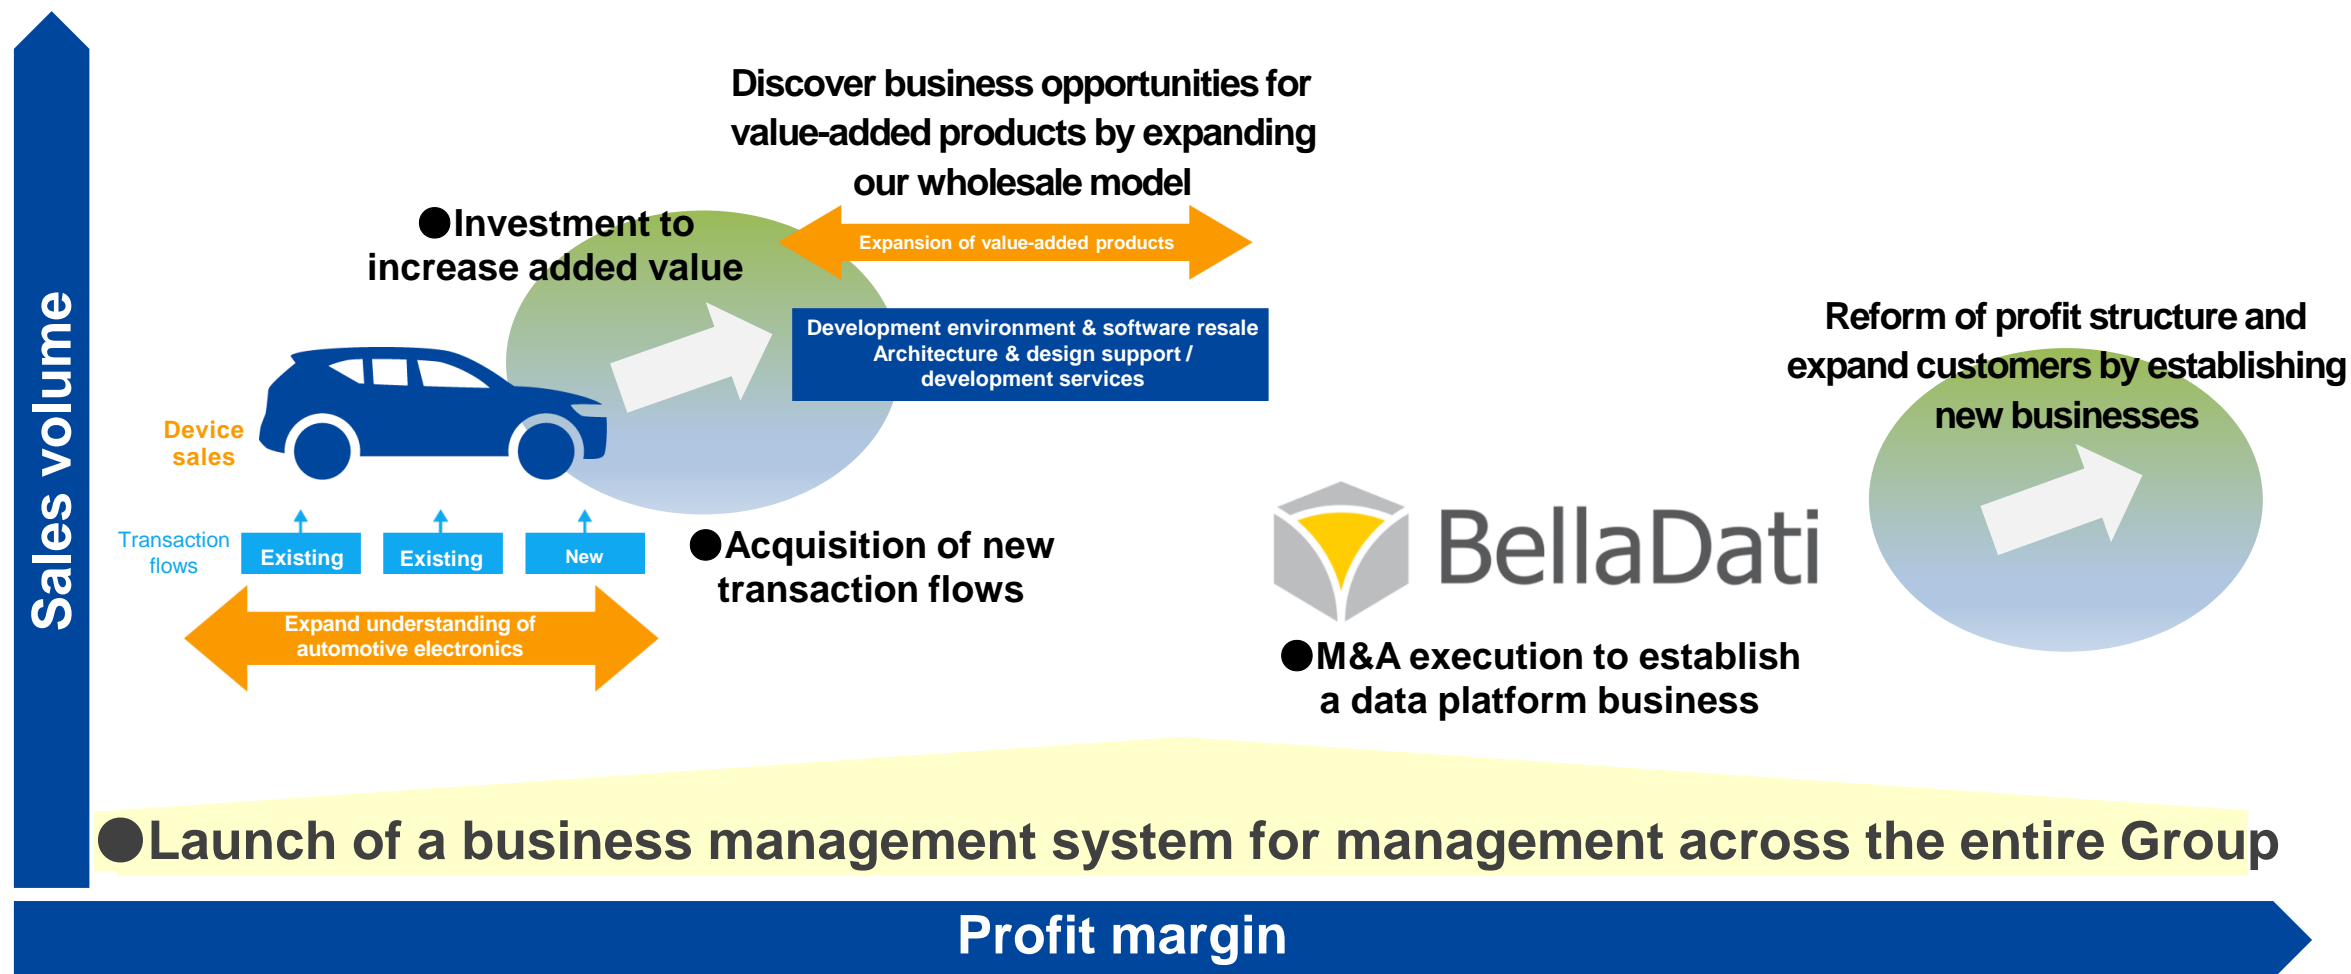 Sales volume
Discover business opportunities for
value-added products by expanding
our wholesale model
●Investment to
increase added value
Expansion of value-added products
Development environment & software resale
Architecture & design support /
development services
Device
sales
Transaction
flows
Existing
Existing
New
Expand understanding of
automotive electronics
●Acquisition of new
transaction flows
BellaDati
●M&A execution to establish
a data platform business
Reform of profit structure and
expand customers by establishing
new businesses
●Launch of a business management system for management across the entire Group
Profit margin